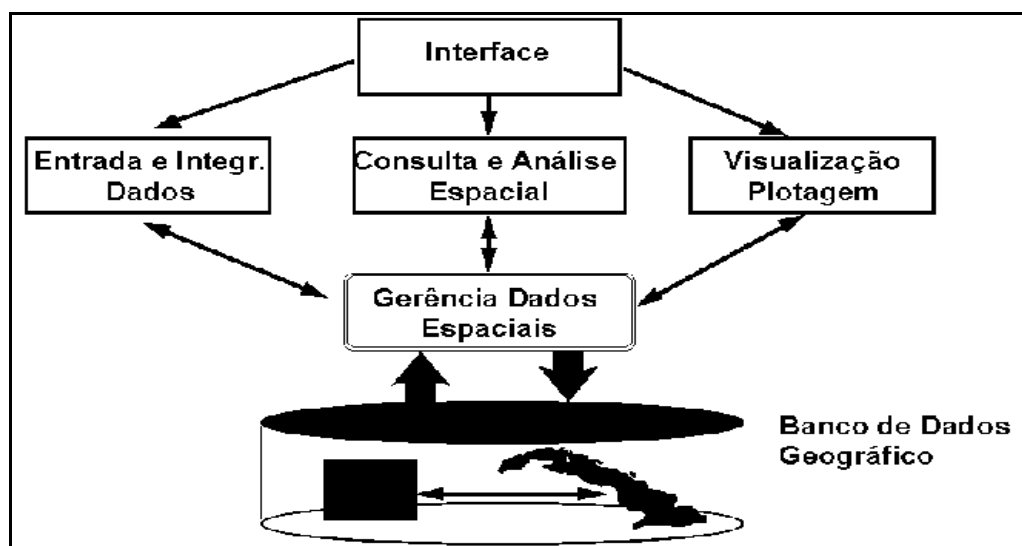 Interface
Entrada e Integr.
Dados
Consulta e Análise
Espacial
Visualização
Plotagem
Gerência Dados
Espaciais
Banco de Dados
Geográfico